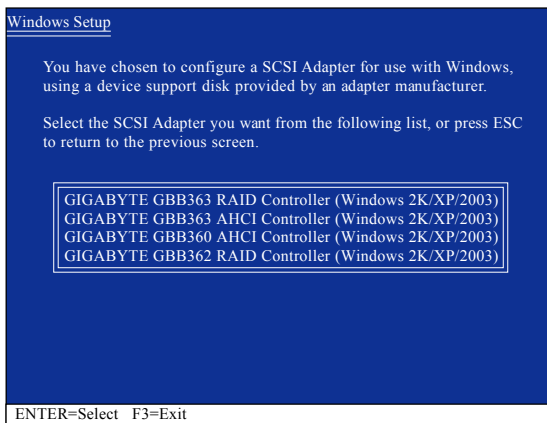 Windows Setup
You have chosen to configure a SCSI Adapter for use with Windows,
using a device support disk provided by an adapter manufacturer.
Select the SCSI Adapter you want from the following list, or press ESC
to return to the previous screen.
GIGABYTE GBB363 RAID Controller (Windows 2K/XP/2003)
GIGABYTE GBB363 AHCI Controller (Windows 2K/XP/2003)
GIGABYTE GBB360 AHCI Controller (Windows 2K/XP/2003)
GIGABYTE GBB362 RAID Controller (Windows 2K/XP/2003)
ENTER=Select F3=Exit